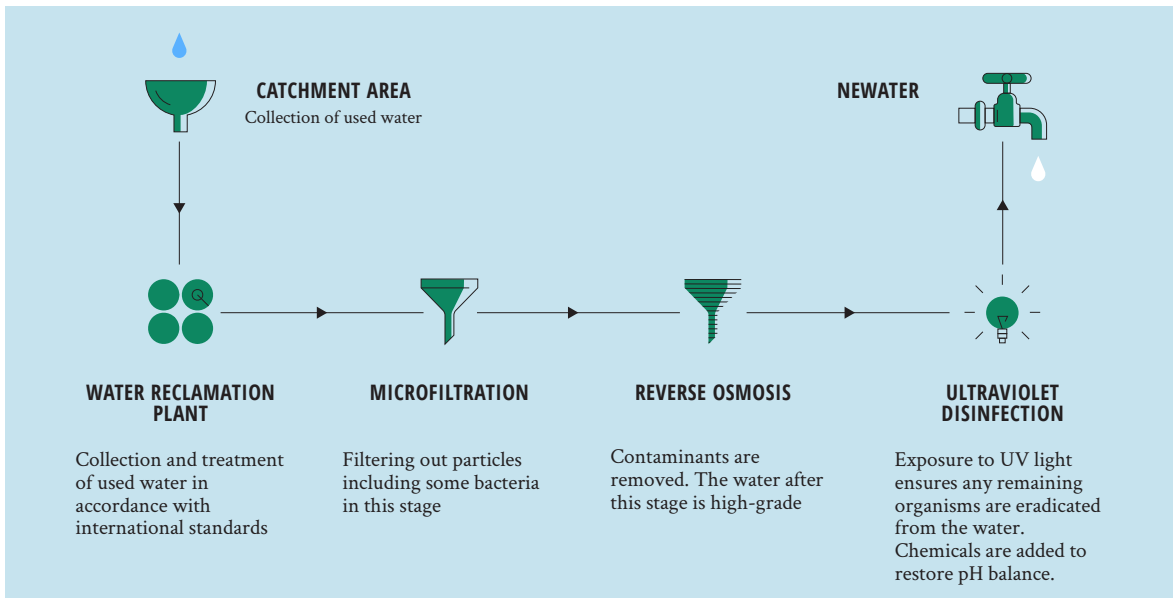 CATCHMENT AREA
Collection of used water
NEWATER
WATER RECLAMATION
PLANT
Collection and treatment
of used water in
accordance with
international standards
MICROFILTRATION
Filtering out particles
including some bacteria
in this stage
REVERSE OSMOSIS
Contaminants are
removed. The water after
this stage is high-grade
ULTRAVIOLET
DISINFECTION
Exposure to UV light
ensures any remaining
organisms are eradicated
from the water.
Chemicals are added to
restore pH balance.